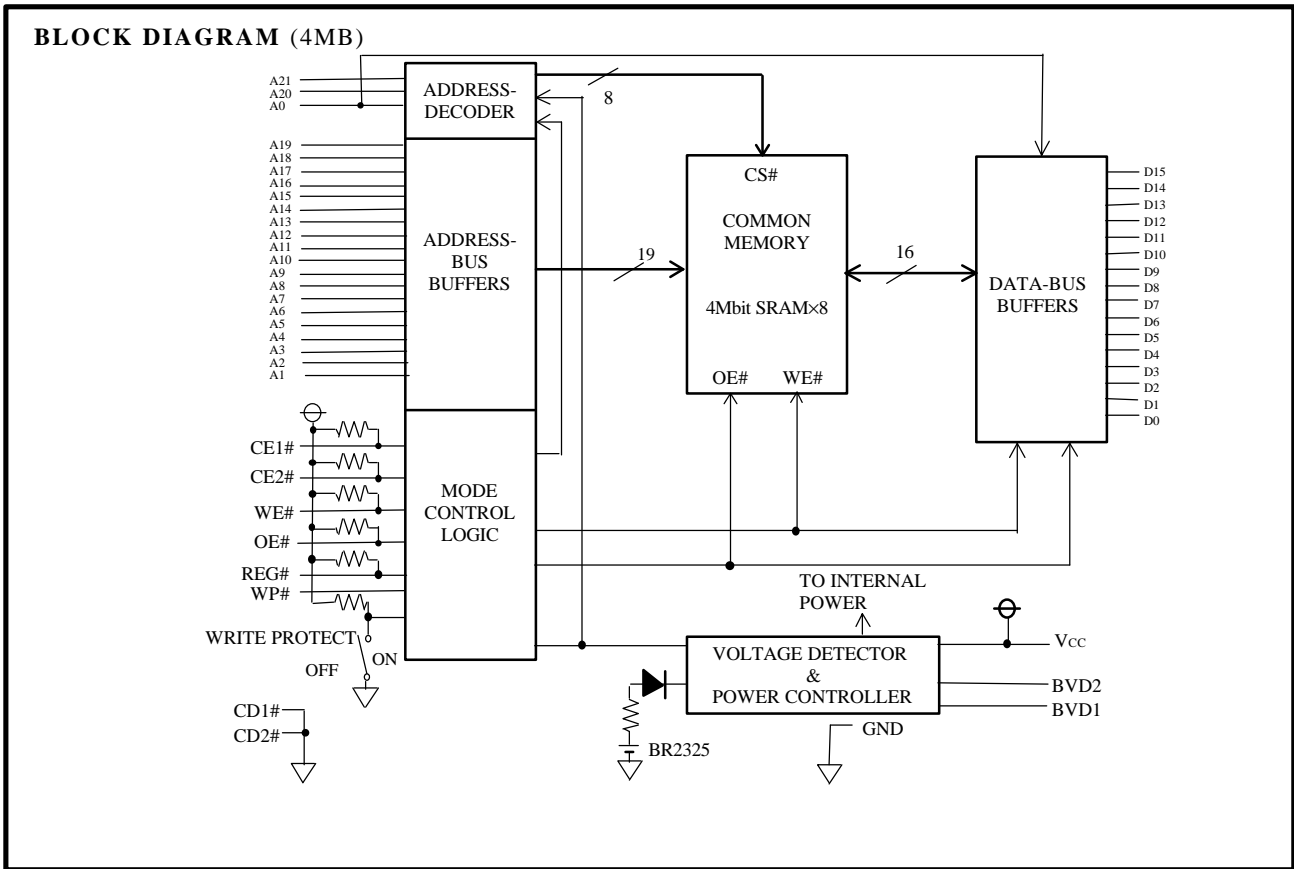 BLOCK DIAGRAM (4MB)
A21
A20
A0
ADDRESS-
DECODER
8
A19
A18
A17
A16
A15
A14
A13
A12
A11
A10
A9
A8
A7
A6
A5
A4
A3
A2
A1
ADDRESS-
BUS
BUFFERS
19
CS#
COMMON
MEMORY
4Mbit SRAM×8
OE# WE#
16
DATA-BUS
BUFFERS
D15
D14
D13
D12
D11
D10
D9
D8
D7
D6
D5
D4
D3
D2
D1
D0
CE1#
CE2#
WE#
OE#
REG#
WP#
MODE
CONTROL
LOGIC
WRITE PROTECT
OFF
ON
CD1#
CD2#
TO INTERNAL
POWER
VOLTAGE DETECTOR
&
POWER CONTROLLER
VCC
BVD2
BVD1
GND
BR2325